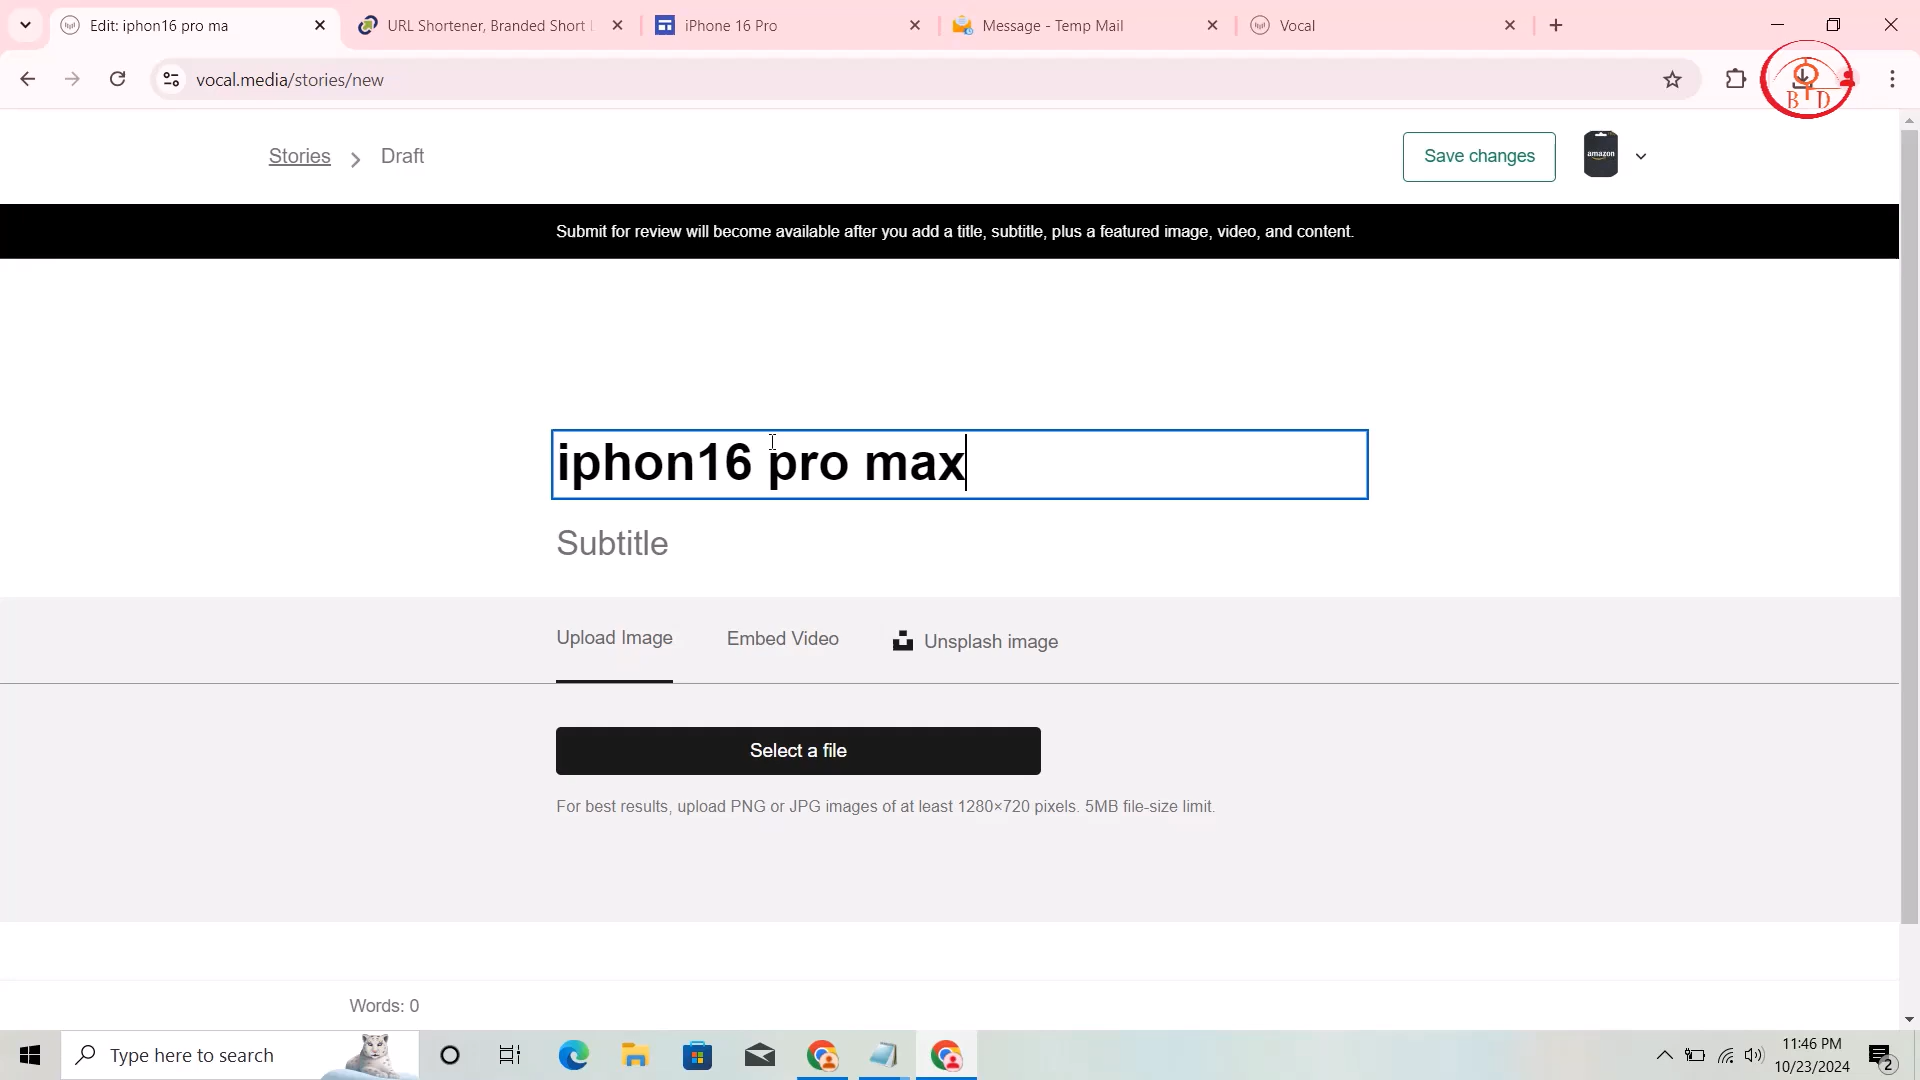 Edit: iphon16 pro ma
URL Shortener, Branded Short L
iPhone 16 Pro
Message - Temp Mail
Vocal
vocal.media/stories/new
B D
Stories > Draft
Save changes
amazon
Submit for review will become available after you add a title, subtitle, plus a featured image, video, and content.
iphon16 pro max
Subtitle
Upload Image
Embed Video
Unsplash image
Select a file
For best results, upload PNG or JPG images of at least 1280×720 pixels. 5MB file-size limit.
Words: 0
Type here to search
11:46 PM
10/23/2024
2